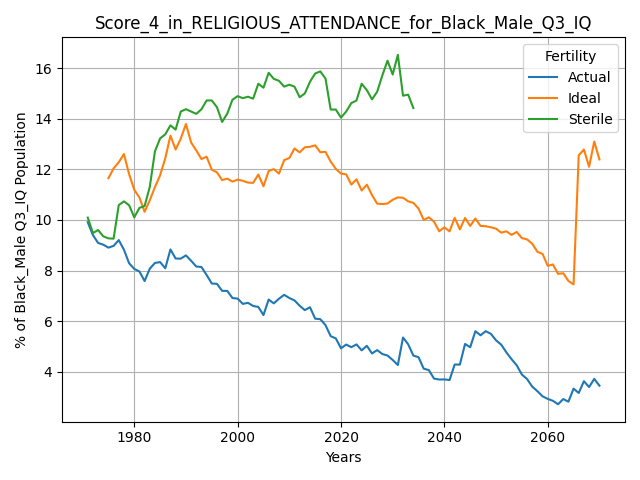 Score_4_in_RELIGIOUS_ATTENDANCE_for_Black_Male_Q3_IQ
% of Black_Male Q3_IQ Population
16
14
12
10
8
6
4
Fertility
Actual
Ideal
Sterile
1980 2000 2020 2040 2060
Years